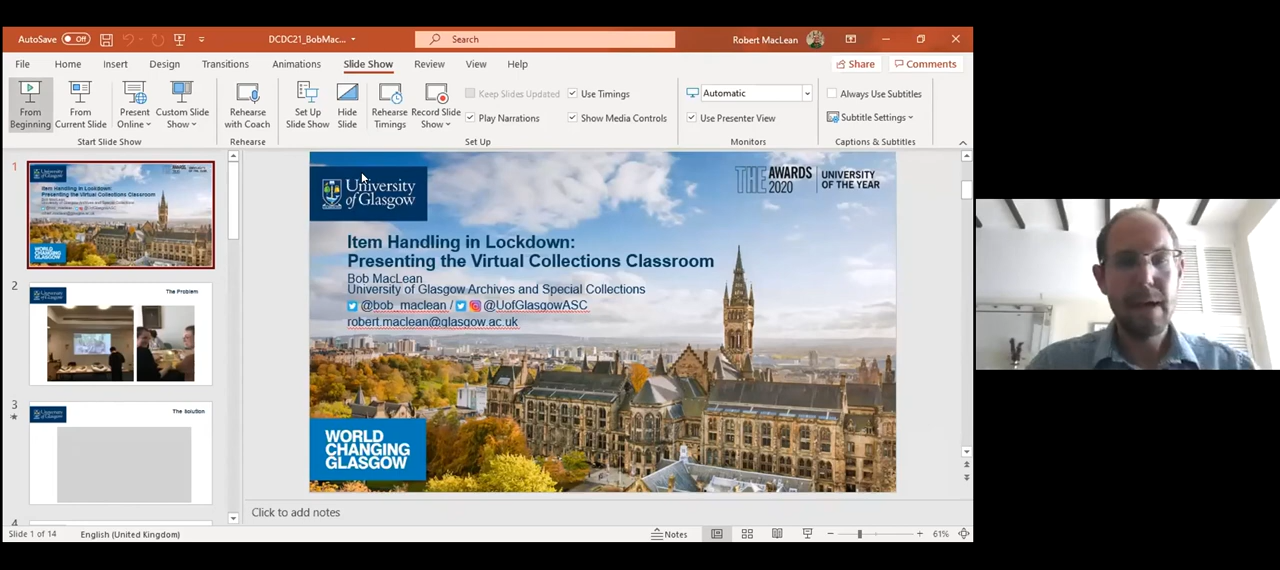 AutoSave Off
DCDC21_BobMac...
Search
Robert MacLean
File Home Insert Design Transitions Animations Slide Show Review View Help
Share Comments
From Beginning
From Current Slide
Present Online
Custom Slide Show
Rehearse with Coach
Set Up Slide Show
Hide Slide
Rehearse Timings
Record Slide Show
Keep Slides Updated
Play Narrations
Use Timings
Show Media Controls
Automatic
Use Presenter View
Always Use Subtitles
Subtitle Settings
Start Slide Show
Rehearse
Set Up
Monitors
Captions & Subtitles
1
2
The Problem
3
The Solution
4
University of Glasgow
THE AWARDS 2020
UNIVERSITY OF THE YEAR
Item Handling in Lockdown:
Presenting the Virtual Collections Classroom
Bob MacLean
University of Glasgow Archives and Special Collections
@bob_maclean / @UofGlasgowASC
robert.maclean@glasgow.ac.uk
WORLD
CHANGING
GLASGOW
Click to add notes
Slide 1 of 14
English (United Kingdom)
Notes
61%